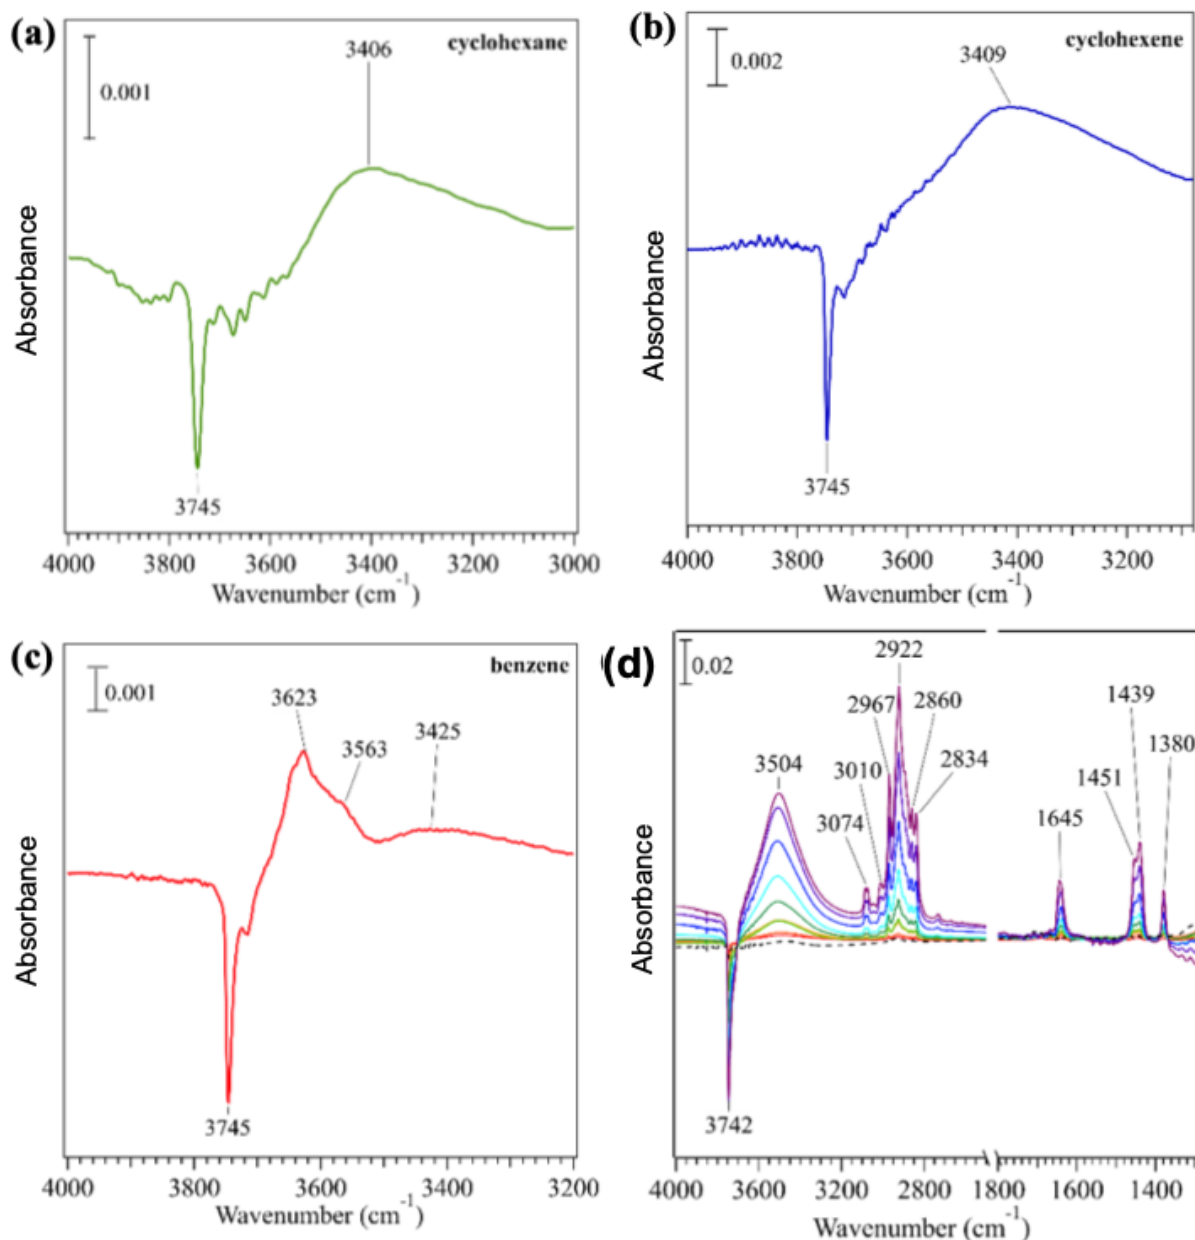 (a)
cyclohexane
3406
0.001
Absorbance
3745
4000 3800 3600 3400 3200 3000
Wavenumber (cm-1)
(b)
cyclohexene
3409
0.002
Absorbance
3745
4000 3800 3600 3400 3200
Wavenumber (cm-1)
(c)
benzene
0.001
3623
3563
3425
Absorbance
3745
4000 3800 3600 3400 3200
Wavenumber (cm-1)
(d)
0.02
2922
2967 2860
3504 3010 2834
3074
1439
1380
1451
1645
Absorbance
3742
4000 3600 3200 2800 1800 1600 1400
Wavenumber (cm-1)